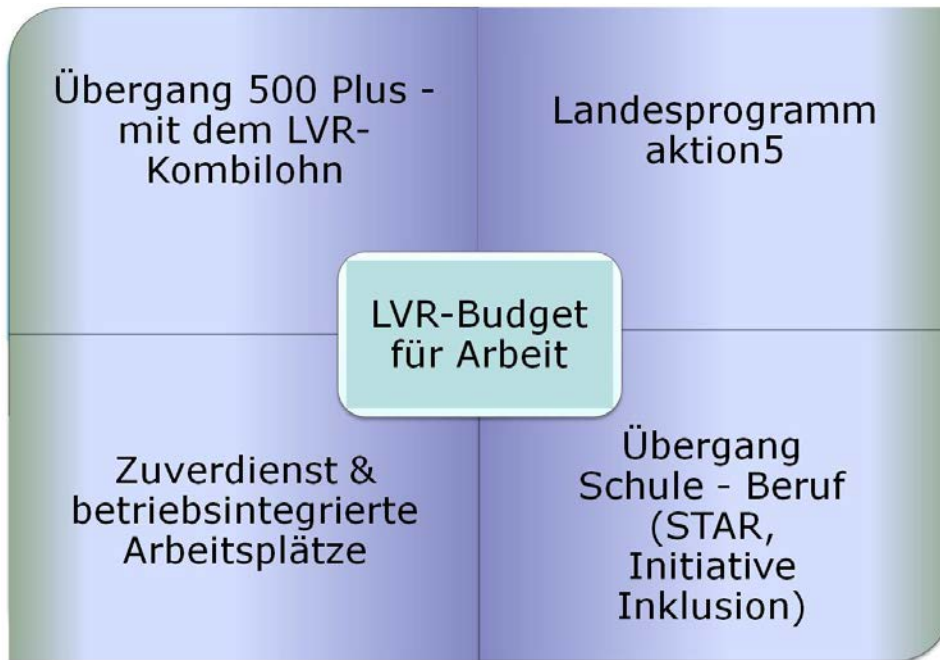 Übergang 500 Plus -
mit dem LVR-
Kombilohn
Landesprogramm
aktion5
LVR-Budget
für Arbeit
Zuverdienst &
betriebsintegrierte
Arbeitsplätze
Übergang
Schule - Beruf
(STAR,
Initiative
Inklusion)